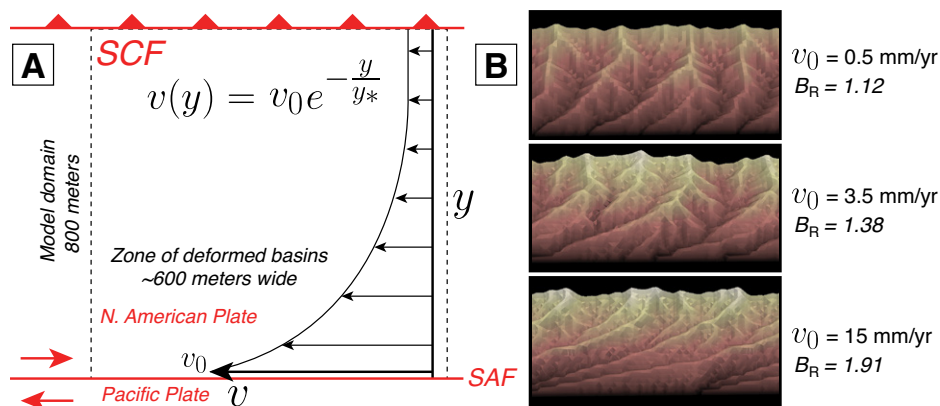 A
SCF
v(y) = v₀e^{-y/y*}
Model domain
800 meters
y
Zone of deformed basins
~600 meters wide
N. American Plate
v₀
v
SAF
Pacific Plate
B
v₀ = 0.5 mm/yr
B_R = 1.12
v₀ = 3.5 mm/yr
B_R = 1.38
v₀ = 15 mm/yr
B_R = 1.91